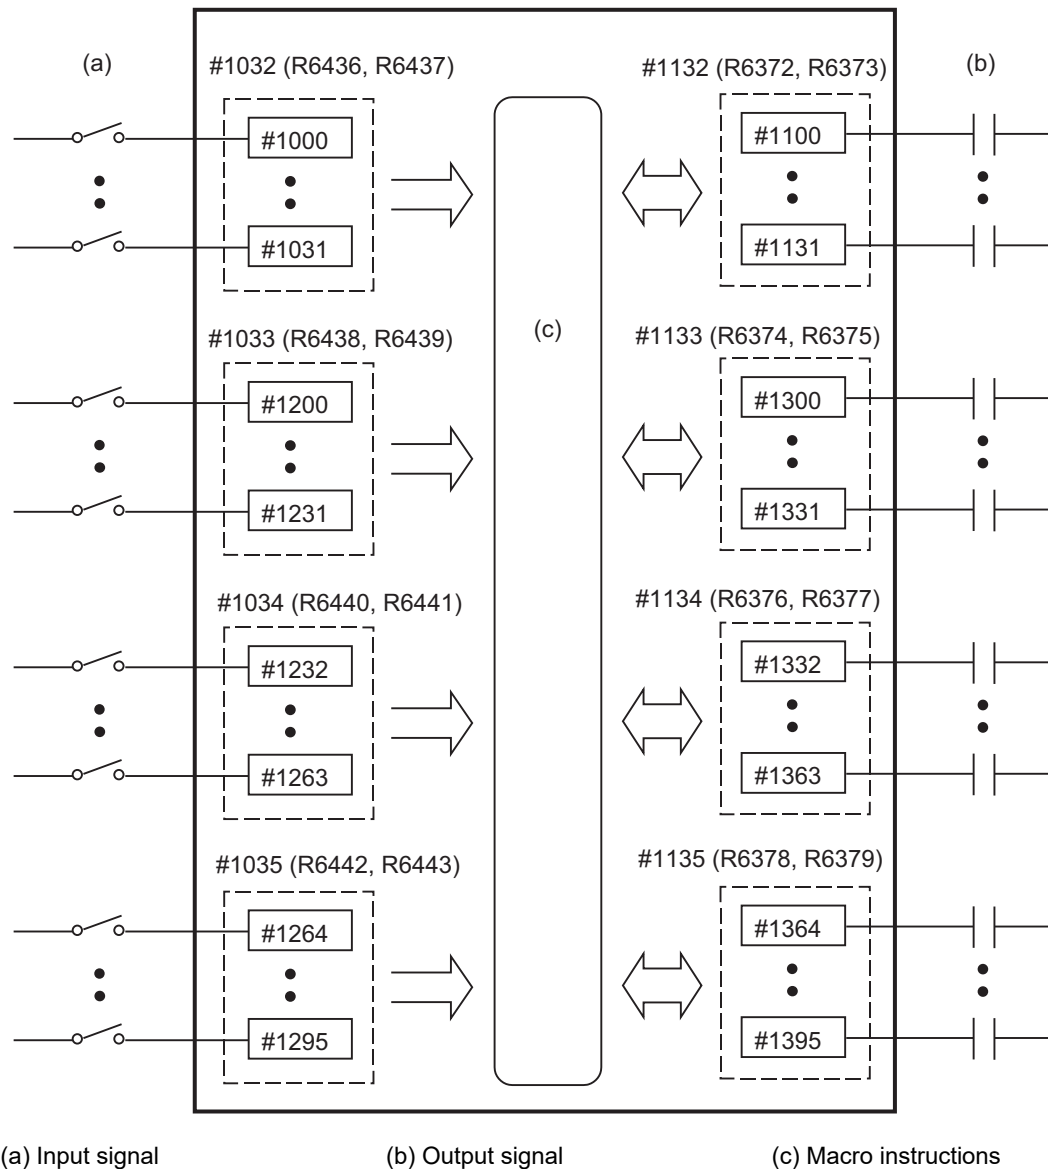 (a)
#1032 (R6436, R6437)
#1132 (R6372, R6373)
(b)
#1000
#1100
#1031
#1131
(c)
#1033 (R6438, R6439)
#1133 (R6374, R6375)
#1200
#1300
#1231
#1331
#1034 (R6440, R6441)
#1134 (R6376, R6377)
#1232
#1332
#1263
#1363
#1035 (R6442, R6443)
#1135 (R6378, R6379)
#1264
#1364
#1295
#1395
(a) Input signal
(b) Output signal
(c) Macro instructions